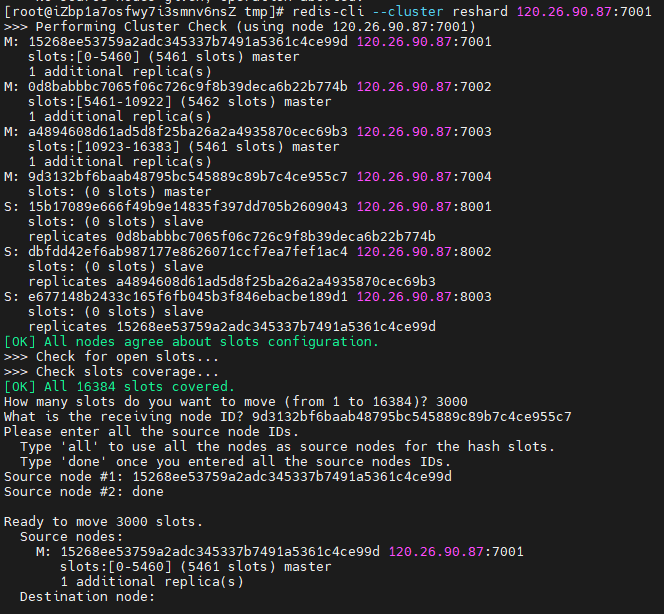 [root@iZbp1a7osfwy7i3smnv6nsZ tmp]# redis-cli --cluster reshard 120.26.90.87:7001
>>> Performing Cluster Check (using node 120.26.90.87:7001)
M: 15268ee53759a2adc345337b7491a5361c4ce99d 120.26.90.87:7001
   slots:[0-5460] (5461 slots) master
   1 additional replica(s)
M: 0d8babbbc7065f06c726c9f8b39deca6b22b774b 120.26.90.87:7002
   slots:[5461-10922] (5462 slots) master
   1 additional replica(s)
M: a4894608d61ad5d8f25ba26a2a4935870cec69b3 120.26.90.87:7003
   slots:[10923-16383] (5461 slots) master
   1 additional replica(s)
M: 9d3132bf6baab48795bc545889c89b7c4ce955c7 120.26.90.87:7004
   slots: (0 slots) master
S: 15b17089e666f49b9e14835f397dd705b2609043 120.26.90.87:8001
   slots: (0 slots) slave
   replicates 0d8babbbc7065f06c726c9f8b39deca6b22b774b
S: dbfdd42ef6ab987177e8626071ccf7ea7fef1ac4 120.26.90.87:8002
   slots: (0 slots) slave
   replicates a4894608d61ad5d8f25ba26a2a4935870cec69b3
S: e677148b2433c165f6fb045b3f846ebacbe189d1 120.26.90.87:8003
   slots: (0 slots) slave
   replicates 15268ee53759a2adc345337b7491a5361c4ce99d
[OK] All nodes agree about slots configuration.
>>> Check for open slots...
>>> Check slots coverage...
[OK] All 16384 slots covered.
How many slots do you want to move (from 1 to 16384)? 3000
What is the receiving node ID? 9d3132bf6baab48795bc545889c89b7c4ce955c7
Please enter all the source node IDs.
  Type 'all' to use all the nodes as source nodes for the hash slots.
  Type 'done' once you entered all the source nodes IDs.
Source node #1: 15268ee53759a2adc345337b7491a5361c4ce99d
Source node #2: done

Ready to move 3000 slots.
  Source nodes:
    M: 15268ee53759a2adc345337b7491a5361c4ce99d 120.26.90.87:7001
       slots:[0-5460] (5461 slots) master
       1 additional replica(s)
  Destination node: